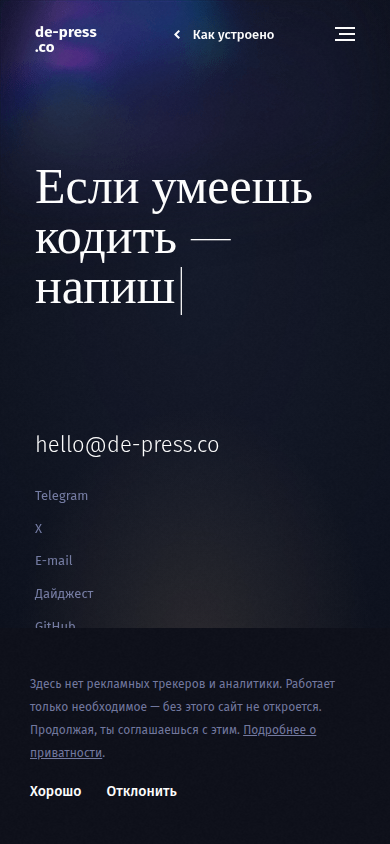 de-press
.co
Как устроено
Если умеешь
кодить —
напиш
hello@de-press.co
Telegram
X
E-mail
Дайджест
GitHub
Здесь нет рекламных трекеров и аналитики. Работает
только необходимое — без этого сайт не откроется.
Продолжая, ты соглашаешься с этим. Подробнее о
приватности.
Хорошо Отклонить